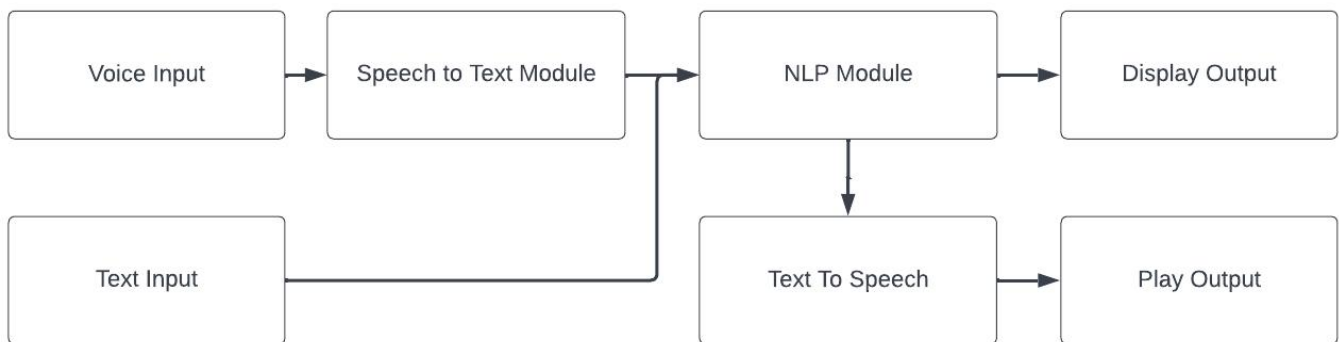 Voice Input
Speech to Text Module
NLP Module
Display Output
Text Input
Text To Speech
Play Output